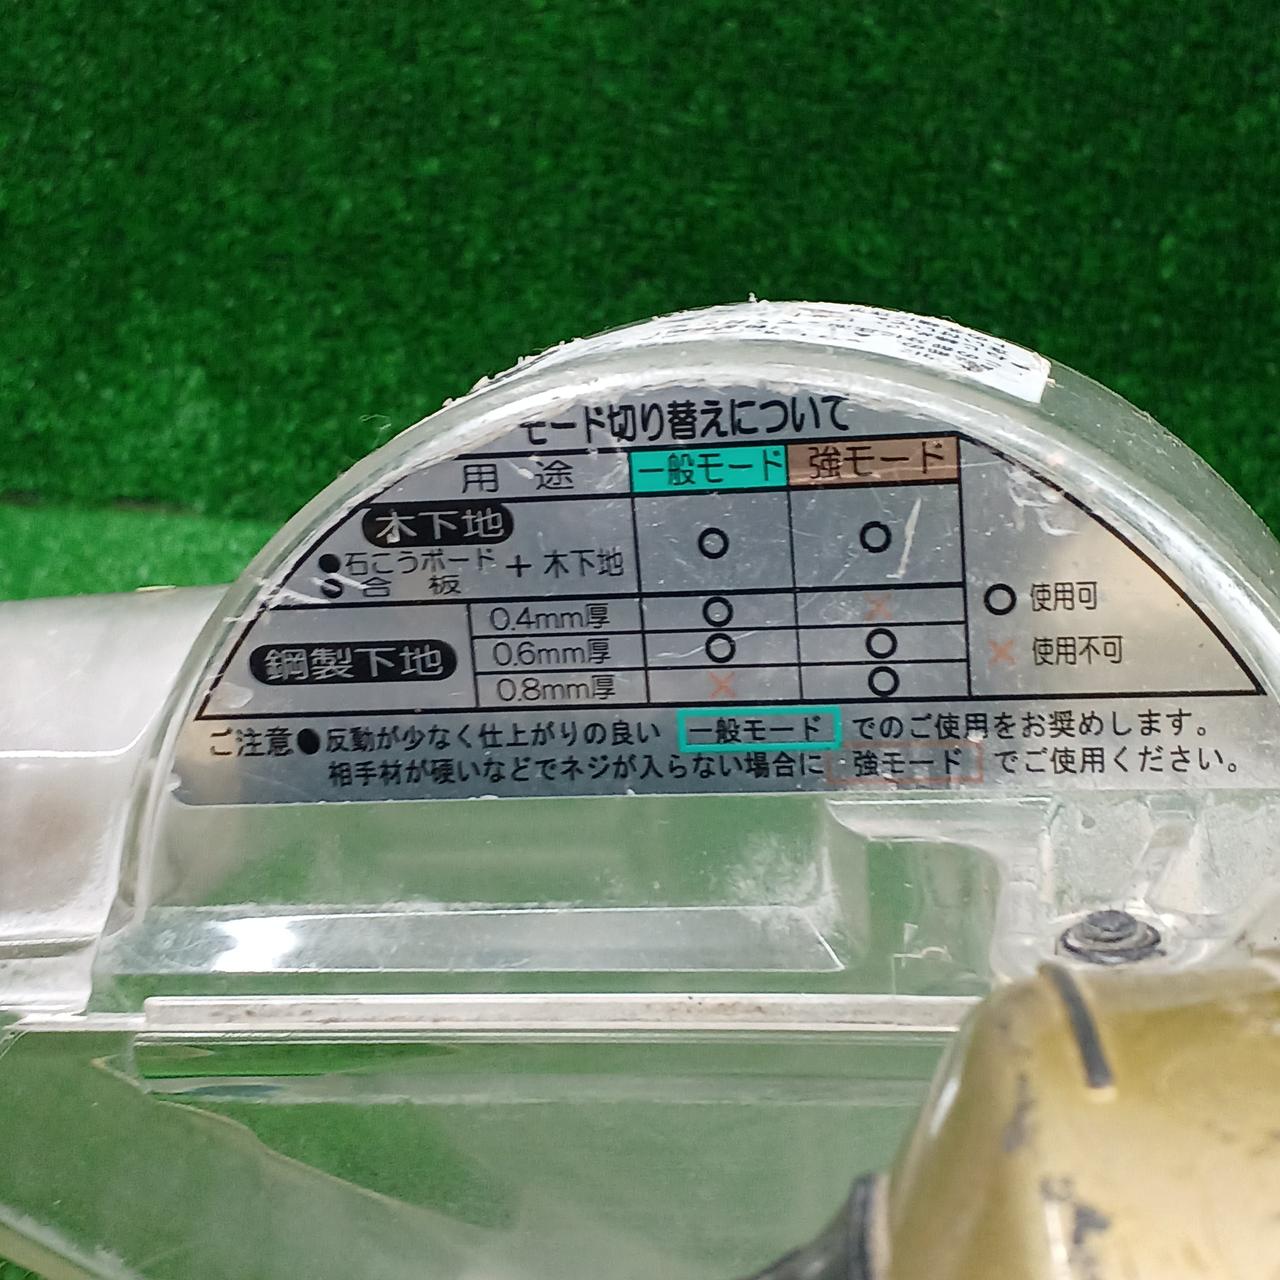 モード切り替えについて
用 途 一般モード 強モード
木下地
●石こうボード + 木下地 ○ ○
●合 板
鋼製下地
0.4mm厚 ○ ×
0.6mm厚 ○ ○
0.8mm厚 × ○
○ 使用可
× 使用不可
ご注意●反動が少なく仕上がりの良い 一般モード でのご使用をお奨めします。
相手材が硬いなどでネジが入らない場合に 強モード でご使用ください。